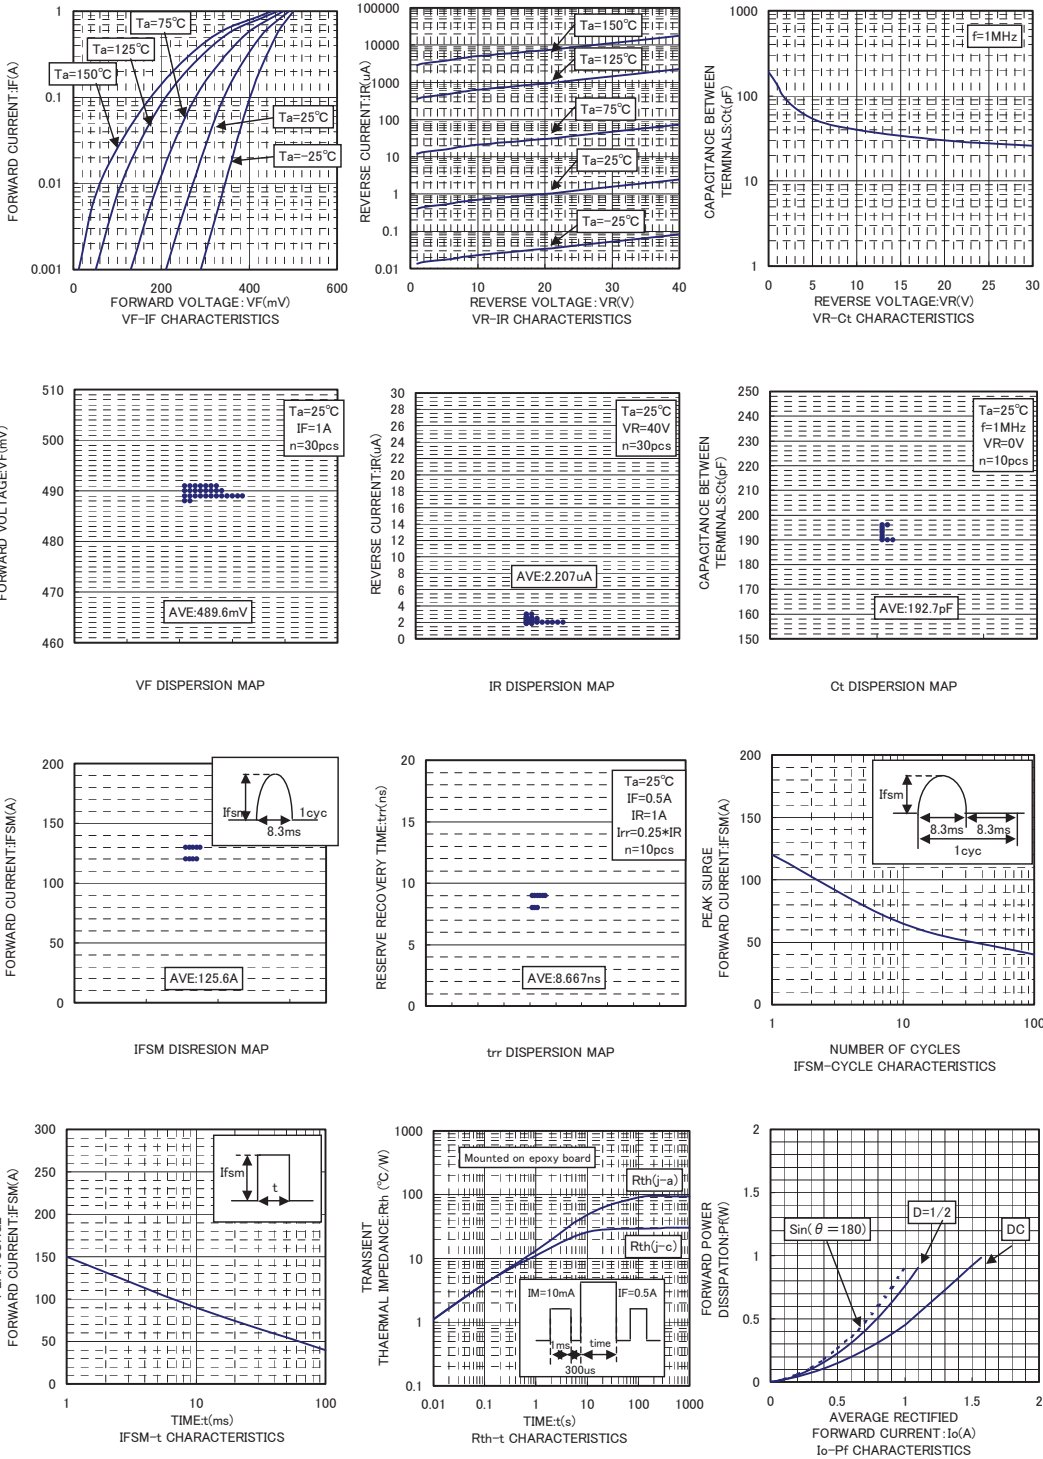 1
0.1
0.01
0.001
FORWARD CURRENT:IF(A)
Ta=75℃
Ta=125℃
Ta=150℃
Ta=25℃
Ta=-25℃
0 200 400 600
FORWARD VOLTAGE:VF(mV)
VF-IF CHARACTERISTICS
100000
10000
1000
100
10
1
0.1
0.01
REVERSE CURRENT:IR(uA)
Ta=150℃
Ta=125℃
Ta=75℃
Ta=25℃
Ta=-25℃
0 10 20 30 40
REVERSE VOLTAGE:VR(V)
VR-IR CHARACTERISTICS
1000
100
10
1
CAPACITANCE BETWEEN
TERMINALS:Ct(pF)
f=1MHz
0 5 10 15 20 25 30
REVERSE VOLTAGE:VR(V)
VR-Ct CHARACTERISTICS
510
500
490
480
470
460
VOLTAGE:VF(mV)
Ta=25℃
IF=1A
n=30pcs
AVE:489.6mV
VF DISPERSION MAP
30
28
26
24
22
20
18
16
14
12
10
8
6
4
2
0
REVERSE CURRENT:IR(uA)
Ta=25℃
VR=40V
n=30pcs
AVE:2.207uA
IR DISPERSION MAP
250
240
230
220
210
200
190
180
170
160
150
CAPACITANCE BETWEEN
TERMINALS:Ct(pF)
Ta=25℃
f=1MHz
VR=0V
n=10pcs
AVE:192.7pF
Ct DISPERSION MAP
200
150
100
50
0
FORWARD CURRENT:IFSM(A)
Ifsm
1cyc
8.3ms
AVE:125.6A
IFSM DISRESION MAP
20
15
10
5
0
RESERVE RECOVERY TIME:trr(ns)
Ta=25℃
IF=0.5A
IR=1A
Irr=0.25*IR
n=10pcs
AVE:8.667ns
trr DISPERSION MAP
200
150
100
50
0
PEAK SURGE
FORWARD CURRENT:IFSM(A)
Ifsm
8.3ms 8.3ms
1cyc
1 10 100
NUMBER OF CYCLES
IFSM-CYCLE CHARACTERISTICS
300
250
200
150
100
50
0
FORWARD CURRENT:IFSM(A)
Ifsm
t
1 10 100
TIME:t(ms)
IFSM-t CHARACTERISTICS
1000
100
10
1
0.1
TRANSIENT
THAERMAL IMPEDANCE:Rth (℃/W)
Mounted on epoxy board
Rth(j-a)
Rth(j-c)
IM=10mA IF=0.5A
1ms time
300us
0.01 0.1 1 10 100 1000
TIME:t(s)
Rth-t CHARACTERISTICS
2
1.5
1
0.5
0
FORWARD POWER
DISSIPATION:Pf(W)
D=1/2
Sin(θ=180)
DC
0 0.5 1 1.5 2
AVERAGE RECTIFIED
FORWARD CURRENT:Io(A)
Io-Pf CHARACTERISTICS